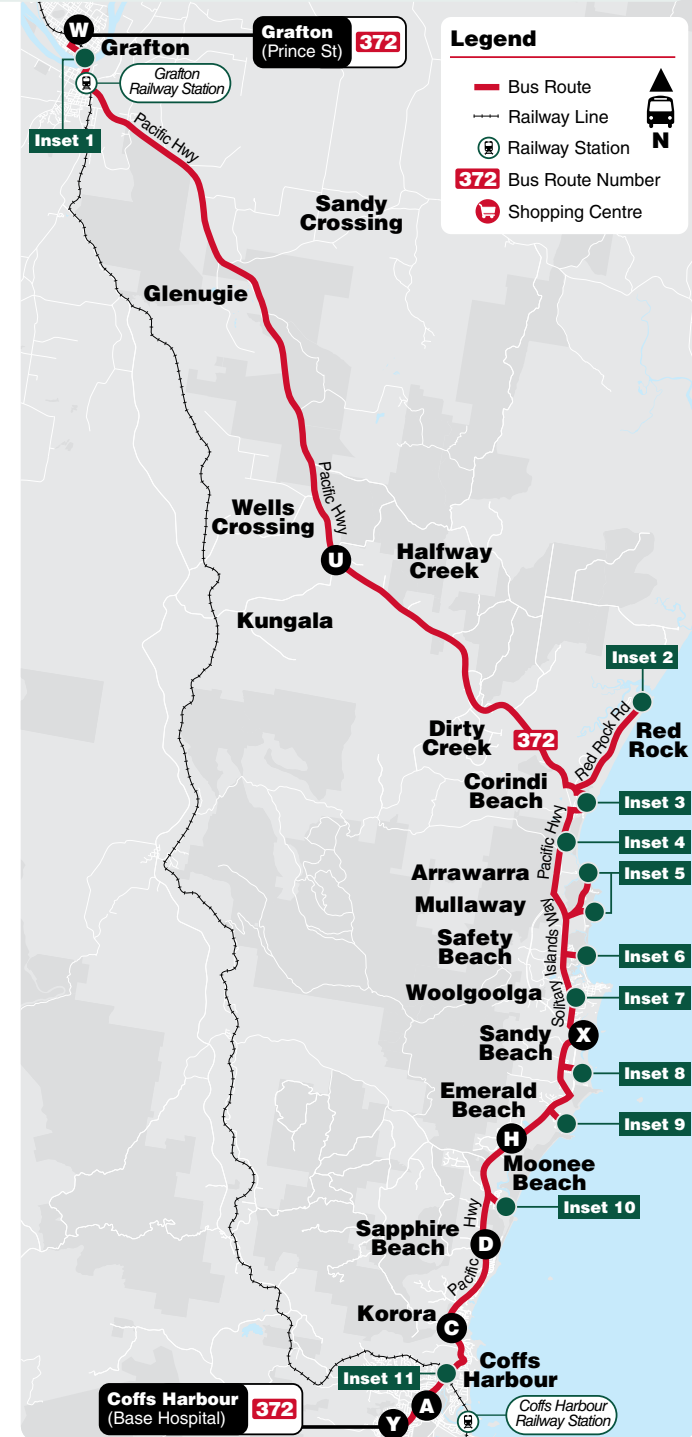 W
Grafton
Grafton
(Prince St)
372
Grafton
Railway Station
Inset 1
Pacific Hwy
Legend
Bus Route
Railway Line
Railway Station
372 Bus Route Number
Shopping Centre
N
Sandy
Crossing
Glenugie
Pacific Hwy
Wells
Crossing
U
Halfway
Creek
Kungala
Inset 2
Red Rock Rd
Red
Rock
Dirty
Creek
372
Corindi
Beach
Inset 3
Pacific Hwy
Inset 4
Arrawarra
Inset 5
Mullaway
Solitary Islands Way
Safety
Beach
Inset 6
Woolgoolga
Inset 7
Sandy
Beach
X
Inset 8
Emerald
Beach
Inset 9
H
Moonee
Beach
Inset 10
Pacific Hwy
Sapphire
Beach
D
Korora
C
Coffs
Harbour
Inset 11
Coffs Harbour
(Base Hospital)
372
A
Y
Coffs Harbour
Railway Station